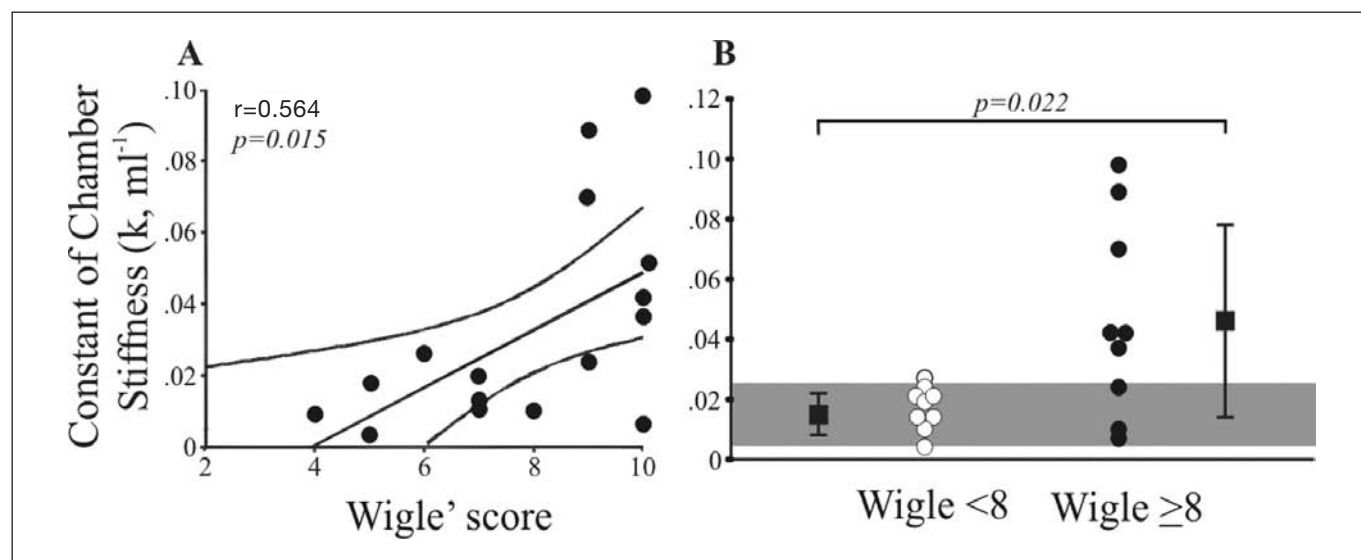 A
B
Constant of Chamber
Stiffness (k, ml-1)
.10
.08
.06
.04
.02
0
r=0.564
p=0.015
2
4
6
8
10
Wigle' score
.12
.10
.08
.06
.04
.02
0
p=0.022
Wigle <8
Wigle ≥8